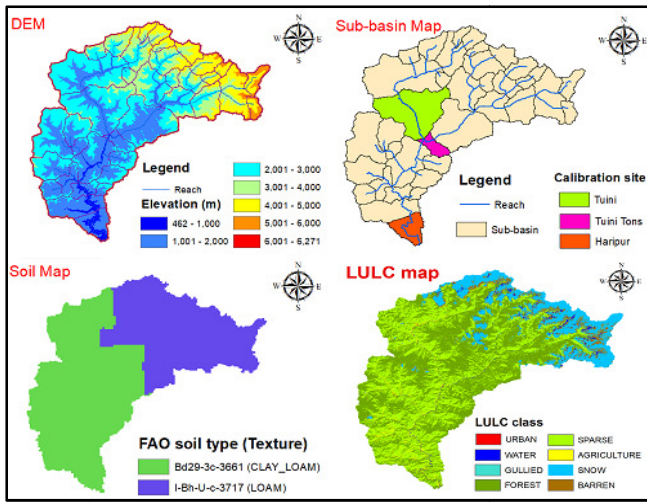 DEM
N
W E
S
Legend
Reach
Elevation (m)
462 - 1,000
1,001 - 2,000
2,001 - 3,000
3,001 - 4,000
4,001 - 5,000
5,001 - 6,000
6,001 - 6,271
Sub-basin Map
N
W E
S
Legend
Reach
Sub-basin
Calibration site
Tuini
Tuini Tons
Haripur
Soil Map
N
W E
S
FAO soil type (Texture)
Bd29-3c-3661 (CLAY_LOAM)
I-Bh-U-c-3717 (LOAM)
LULC map
N
W E
S
LULC class
URBAN
WATER
GULLIED
FOREST
SPARSE
AGRICULTURE
SNOW
BARREN